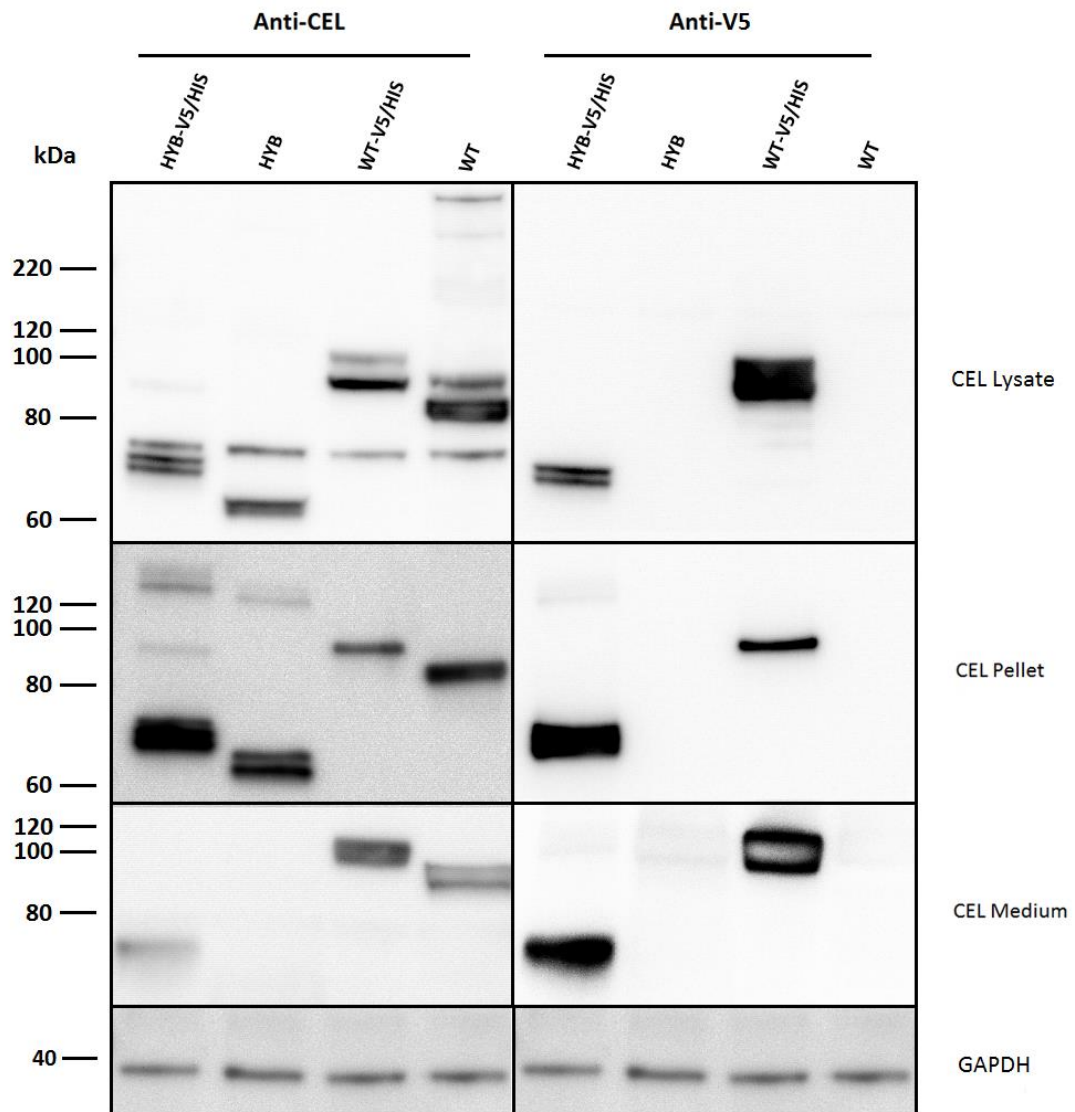 Anti-CEL Anti-V5
HYB-V5/HIS HYB WT-V5/HIS WT HYB-V5/HIS HYB WT-V5/HIS WT
kDa
220
120
100
80
60
CEL Lysate
120
100
80
60
CEL Pellet
120
100
80
CEL Medium
40
GAPDH